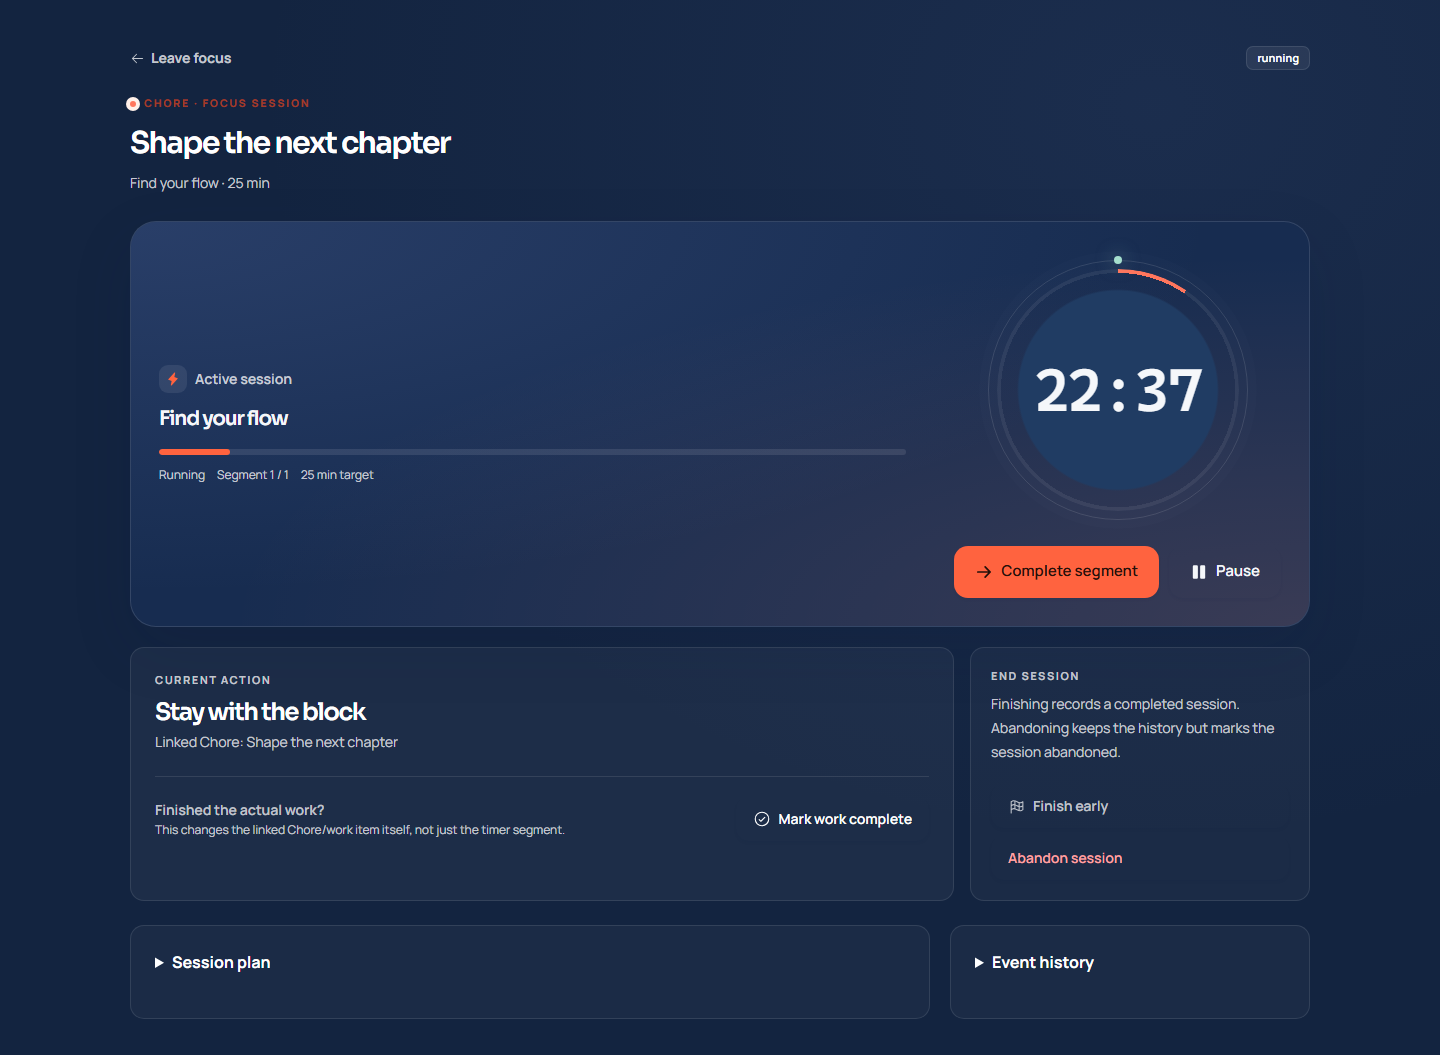 Leave focus
running
CHORE · FOCUS SESSION
Shape the next chapter
Find your flow · 25 min
Active session
Find your flow
Running Segment 1 / 1 25 min target
22:37
Complete segment
Pause
CURRENT ACTION
Stay with the block
Linked Chore: Shape the next chapter
Finished the actual work?
This changes the linked Chore/work item itself, not just the timer segment.
Mark work complete
END SESSION
Finishing records a completed session.
Abandoning keeps the history but marks the
session abandoned.
Finish early
Abandon session
Session plan
Event history